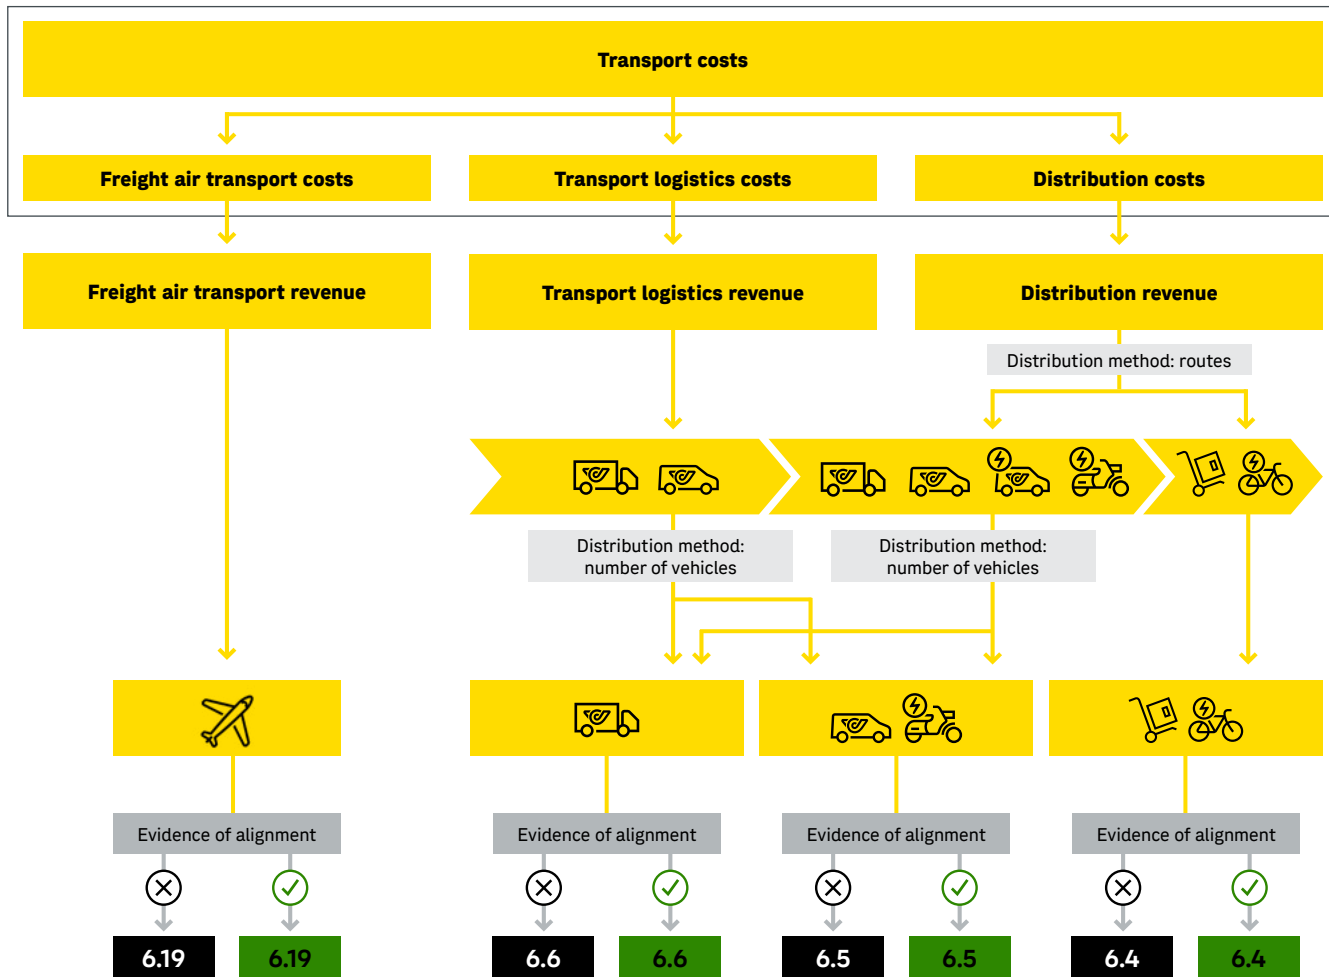 Transport costs
Freight air transport costs
Transport logistics costs
Distribution costs
Freight air transport revenue
Transport logistics revenue
Distribution revenue
Distribution method: routes
Distribution method:
number of vehicles
Distribution method:
number of vehicles
Evidence of alignment
Evidence of alignment
Evidence of alignment
Evidence of alignment
6.19
6.19
6.6
6.6
6.5
6.5
6.4
6.4